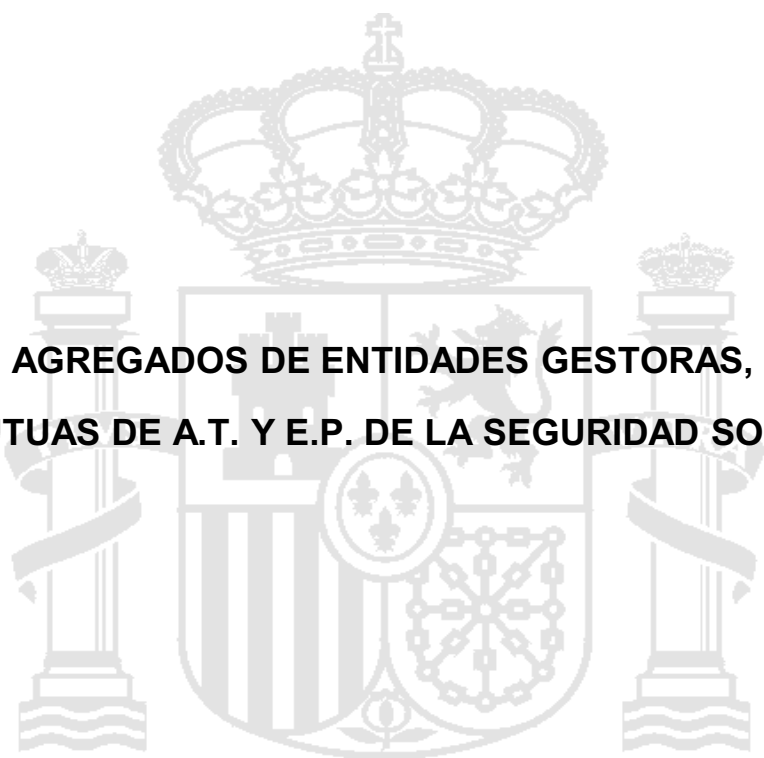 AGREGADOS DE ENTIDADES GESTORAS,
TUAS DE A.T. Y E.P. DE LA SEGURIDAD SO